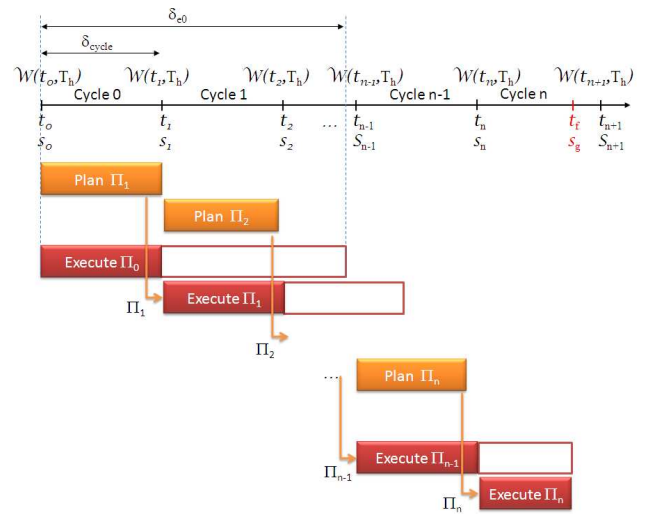 δe0
δcycle
W(t0,Th) W(t1,Th) W(t2,Th) W(tn-1,Th) W(tn,Th) W(tn+1,Th)
Cycle 0 Cycle 1 Cycle n-1 Cycle n
to t1 t2 ... tn-1 tn tf tn+1
so s1 s2 Sn-1 sn sg Sn+1
Plan Π1
Plan Π2
Execute Π0
Π1 Execute Π1
Π2
... Plan Πn
Πn-1 Execute Πn-1
Πn Execute Πn